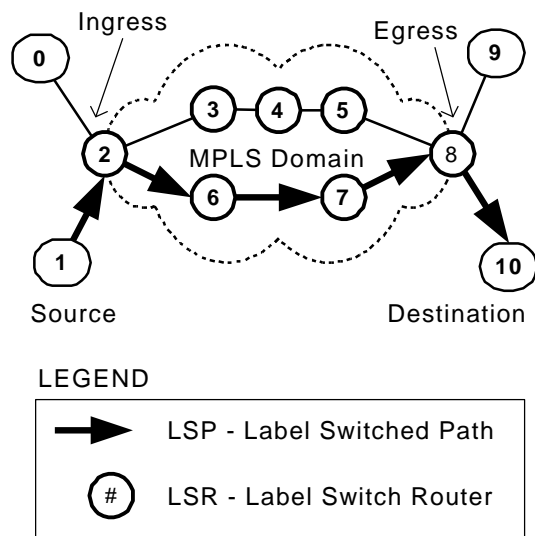 Ingress
Egress
0
9
3
4
5
2
MPLS Domain
8
6
7
1
10
Source
Destination
LEGEND
LSP - Label Switched Path
# LSR - Label Switch Router